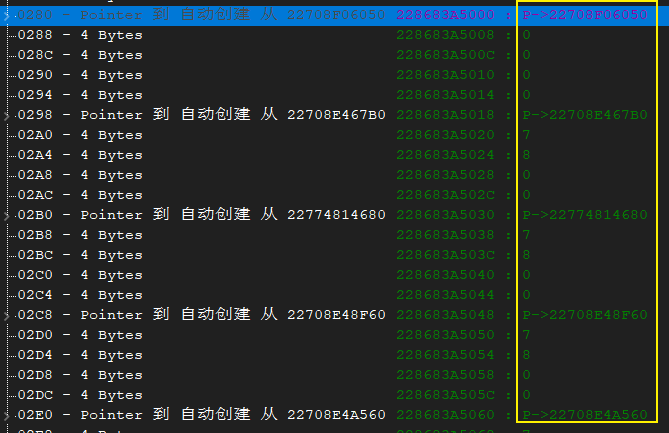 0280 - Pointer 到 自动创建 从 22708F06050 228683A5000 : P->22708F06050
0288 - 4 Bytes 228683A5008 : 0
028C - 4 Bytes 228683A500C : 0
0290 - 4 Bytes 228683A5010 : 0
0294 - 4 Bytes 228683A5014 : 0
0298 - Pointer 到 自动创建 从 22708E467B0 228683A5018 : P->22708E467B0
02A0 - 4 Bytes 228683A5020 : 7
02A4 - 4 Bytes 228683A5024 : 8
02A8 - 4 Bytes 228683A5028 : 0
02AC - 4 Bytes 228683A502C : 0
02B0 - Pointer 到 自动创建 从 22774814680 228683A5030 : P->22774814680
02B8 - 4 Bytes 228683A5038 : 7
02BC - 4 Bytes 228683A503C : 8
02C0 - 4 Bytes 228683A5040 : 0
02C4 - 4 Bytes 228683A5044 : 0
02C8 - Pointer 到 自动创建 从 22708E48F60 228683A5048 : P->22708E48F60
02D0 - 4 Bytes 228683A5050 : 7
02D4 - 4 Bytes 228683A5054 : 8
02D8 - 4 Bytes 228683A5058 : 0
02DC - 4 Bytes 228683A505C : 0
02E0 - Pointer 到 自动创建 从 22708E4A560 228683A5060 : P->22708E4A560